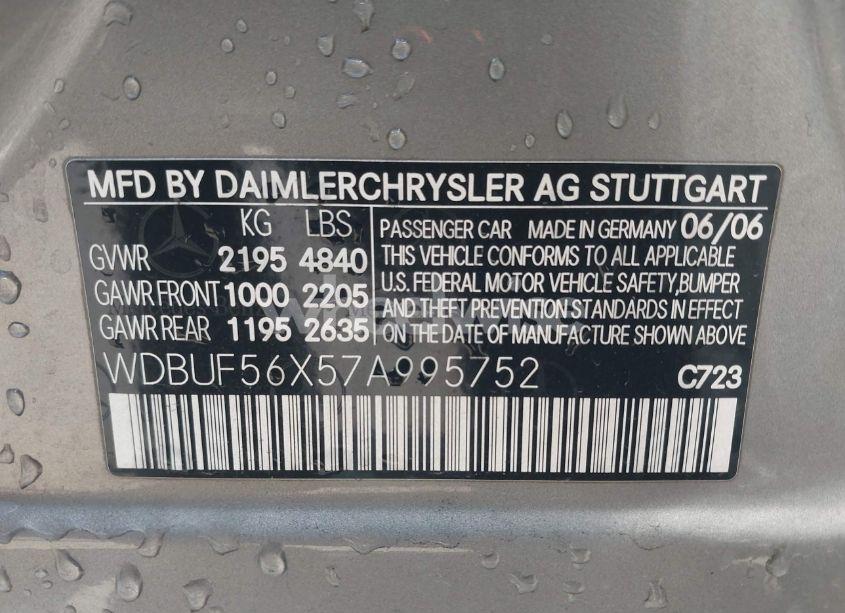 MFD BY DAIMLERCHRYSLER AG STUTTGART
KG LBS
GVWR 2195 4840
GAWR FRONT 1000 2205
GAWR REAR 1195 2635
PASSENGER CAR MADE IN GERMANY 06/06
THIS VEHICLE CONFORMS TO ALL APPLICABLE
U.S. FEDERAL MOTOR VEHICLE SAFETY,BUMPER
AND THEFT PREVENTION STANDARDS IN EFFECT
ON THE DATE OF MANUFACTURE SHOWN ABOVE
WDBUF56X57A995752 C723